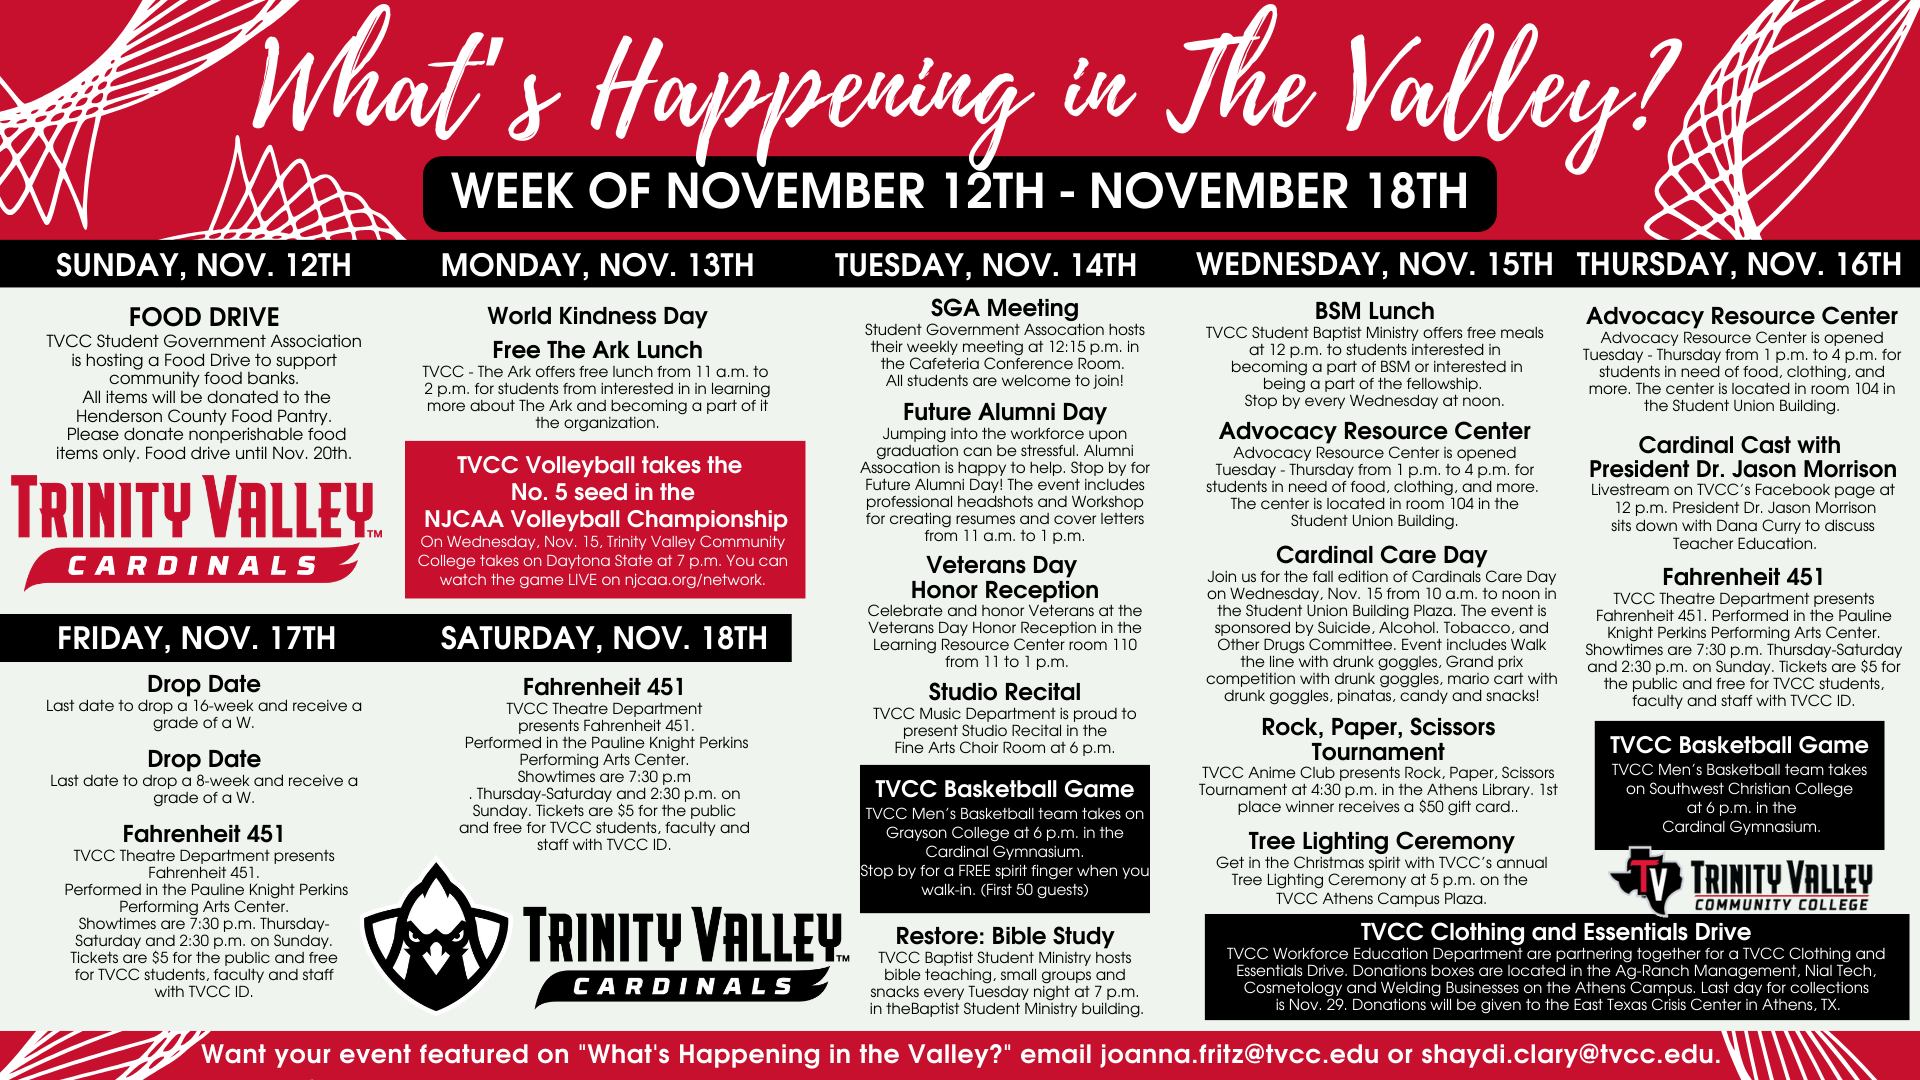 What's Happening in The Valley?
WEEK OF NOVEMBER 12TH - NOVEMBER 18TH
SUNDAY, NOV. 12TH
FOOD DRIVE
TVCC Student Government Association
is hosting a Food Drive to support
community food banks.
All items will be donated to the
Henderson County Food Pantry.
Please donate nonperishable food
items only. Food drive until Nov. 20th.
TRINITY VALLEY™
CARDINALS
MONDAY, NOV. 13TH
World Kindness Day
Free The Ark Lunch
TVCC - The Ark offers free lunch from 11 a.m. to
2 p.m. for students from interested in in learning
more about The Ark and becoming a part of it
the organization.
TVCC Volleyball takes the
No. 5 seed in the
NJCAA Volleyball Championship
On Wednesday, Nov. 15, Trinity Valley Community
College takes on Daytona State at 7 p.m. You can
watch the game LIVE on njcaa.org/network.
TUESDAY, NOV. 14TH
SGA Meeting
Student Government Assocation hosts
their weekly meeting at 12:15 p.m. in
the Cafeteria Conference Room.
All students are welcome to join!
Future Alumni Day
Jumping into the workforce upon
graduation can be stressful. Alumni
Assocation is happy to help. Stop by for
Future Alumni Day! The event includes
professional headshots and Workshop
for creating resumes and cover letters
from 11 a.m. to 1 p.m.
Veterans Day
Honor Reception
Celebrate and honor Veterans at the
Veterans Day Honor Reception in the
Learning Resource Center room 110
from 11 to 1 p.m.
Studio Recital
TVCC Music Department is proud to
present Studio Recital in the
Fine Arts Choir Room at 6 p.m.
TVCC Basketball Game
TVCC Men's Basketball team takes on
Grayson College at 6 p.m. in the
Cardinal Gymnasium.
Stop by for a FREE spirit finger when you
walk-in. (First 50 guests)
Restore: Bible Study
TVCC Baptist Student Ministry hosts
bible teaching, small groups and
snacks every Tuesday night at 7 p.m.
in theBaptist Student Ministry building.
WEDNESDAY, NOV. 15TH
BSM Lunch
TVCC Student Baptist Ministry offers free meals
at 12 p.m. to students interested in
becoming a part of BSM or interested in
being a part of the fellowship.
Stop by every Wednesday at noon.
Advocacy Resource Center
Advocacy Resource Center is opened
Tuesday - Thursday from 1 p.m. to 4 p.m. for
students in need of food, clothing, and more.
The center is located in room 104 in the
Student Union Building.
Cardinal Care Day
Join us for the fall edition of Cardinals Care Day
on Wednesday, Nov. 15 from 10 a.m. to noon in
the Student Union Building Plaza. The event is
sponsored by Suicide, Alcohol. Tobacco, and
Other Drugs Committee. Event includes Walk
the line with drunk goggles, Grand prix
competition with drunk goggles, mario cart with
drunk goggles, pinatas, candy and snacks!
Rock, Paper, Scissors
Tournament
TVCC Anime Club presents Rock, Paper, Scissors
Tournament at 4:30 p.m. in the Athens Library. 1st
place winner receives a $50 gift card..
Tree Lighting Ceremony
Get in the Christmas spirit with TVCC's annual
Tree Lighting Ceremony at 5 p.m. on the
TVCC Athens Campus Plaza.
THURSDAY, NOV. 16TH
Advocacy Resource Center
Advocacy Resource Center is opened
Tuesday - Thursday from 1 p.m. to 4 p.m. for
students in need of food, clothing, and
more. The center is located in room 104 in
the Student Union Building.
Cardinal Cast with
President Dr. Jason Morrison
Livestream on TVCC's Facebook page at
12 p.m. President Dr. Jason Morrison
sits down with Dana Curry to discuss
Teacher Education.
Fahrenheit 451
TVCC Theatre Department presents
Fahrenheit 451. Performed in the Pauline
Knight Perkins Performing Arts Center.
Showtimes are 7:30 p.m. Thursday-Saturday
and 2:30 p.m. on Sunday. Tickets are $5 for
the public and free for TVCC students,
faculty and staff with TVCC ID.
TVCC Basketball Game
TVCC Men's Basketball team takes
on Southwest Christian College
at 6 p.m. in the
Cardinal Gymnasium.
TV TRINITY VALLEY
COMMUNITY COLLEGE
TVCC Clothing and Essentials Drive
TVCC Workforce Education Department are partnering together for a TVCC Clothing and
Essentials Drive. Donations boxes are located in the Ag-Ranch Management, Nial Tech,
Cosmetology and Welding Businesses on the Athens Campus. Last day for collections
is Nov. 29. Donations will be given to the East Texas Crisis Center in Athens, TX.
FRIDAY, NOV. 17TH
Drop Date
Last date to drop a 16-week and receive a
grade of a W.
Drop Date
Last date to drop a 8-week and receive a
grade of a W.
Fahrenheit 451
TVCC Theatre Department presents
Fahrenheit 451.
Performed in the Pauline Knight Perkins
Performing Arts Center.
Showtimes are 7:30 p.m. Thursday-
Saturday and 2:30 p.m. on Sunday.
Tickets are $5 for the public and free
for TVCC students, faculty and staff
with TVCC ID.
SATURDAY, NOV. 18TH
Fahrenheit 451
TVCC Theatre Department
presents Fahrenheit 451.
Performed in the Pauline Knight Perkins
Performing Arts Center.
Showtimes are 7:30 p.m
. Thursday-Saturday and 2:30 p.m. on
Sunday. Tickets are $5 for the public
and free for TVCC students, faculty and
staff with TVCC ID.
TRINITY VALLEY™
CARDINALS
Want your event featured on "What's Happening in the Valley?" email joanna.fritz@tvcc.edu or shaydi.clary@tvcc.edu.